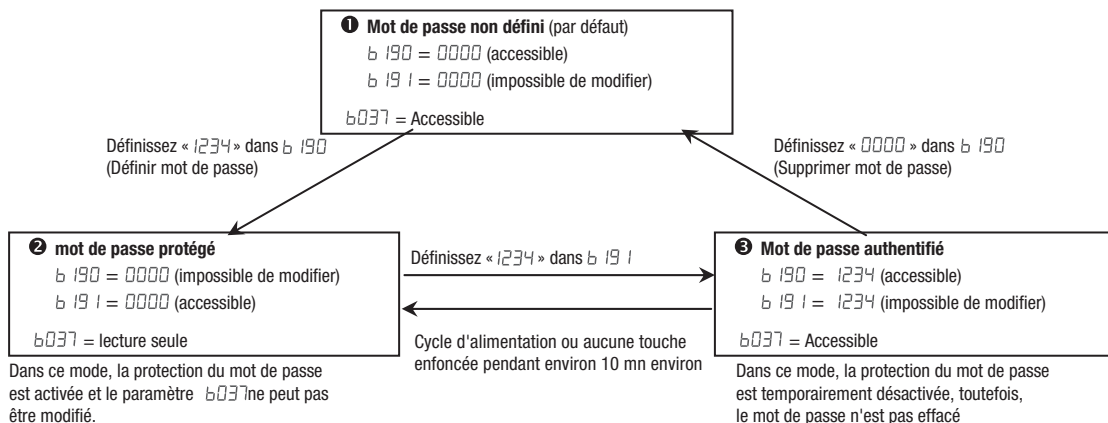 ❶ Mot de passe non défini (par défaut)
b190 = 0000 (accessible)
b191 = 0000 (impossible de modifier)
b037 = Accessible
Définissez « 1234 » dans b190
(Définir mot de passe)
Définissez « 0000 » dans b190
(Supprimer mot de passe)
❷ mot de passe protégé
b190 = 0000 (impossible de modifier)
b191 = 0000 (accessible)
b037 = lecture seule
Définissez « 1234 » dans b191
Cycle d'alimentation ou aucune touche
enfoncée pendant environ 10 mn environ
❸ Mot de passe authentifié
b190 = 1234 (accessible)
b191 = 1234 (impossible de modifier)
b037 = Accessible
Dans ce mode, la protection du mot de passe
est activée et le paramètre b037ne peut pas
être modifié.
Dans ce mode, la protection du mot de passe
est temporairement désactivée, toutefois,
le mot de passe n'est pas effacé